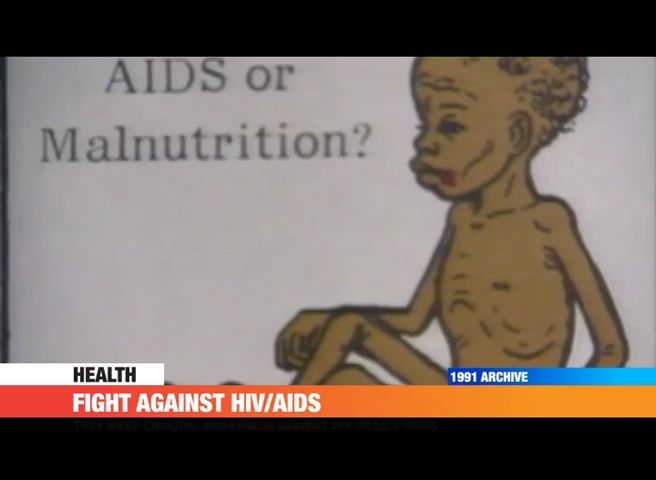 AIDS or
Malnutrition?
HEALTH
1991 ARCHIVE
FIGHT AGAINST HIV/AIDS